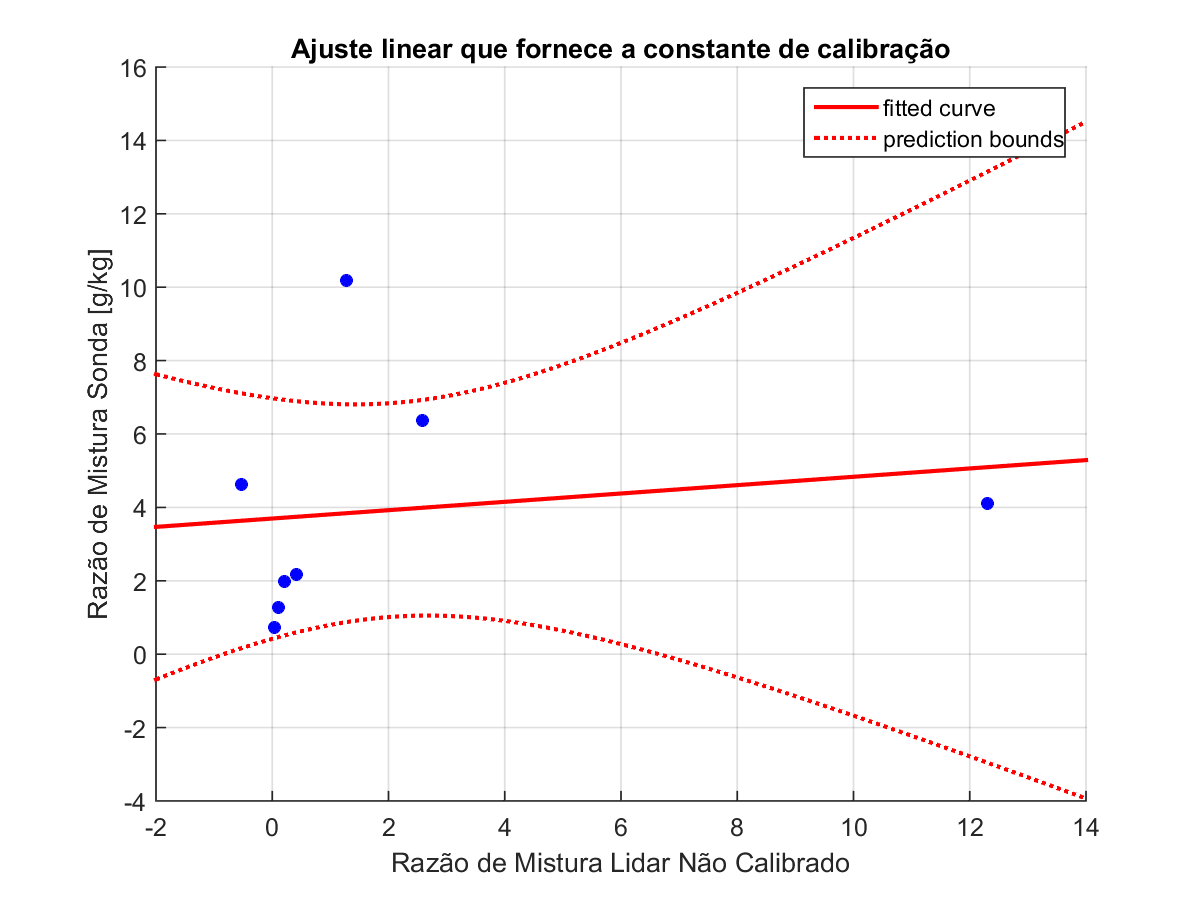 Ajuste linear que fornece a constante de calibração
fitted curve
prediction bounds
Razão de Mistura Sonda [g/kg]
16
14
12
10
8
6
4
2
0
-2
-4
-2 0 2 4 6 8 10 12 14
Razão de Mistura Lidar Não Calibrado